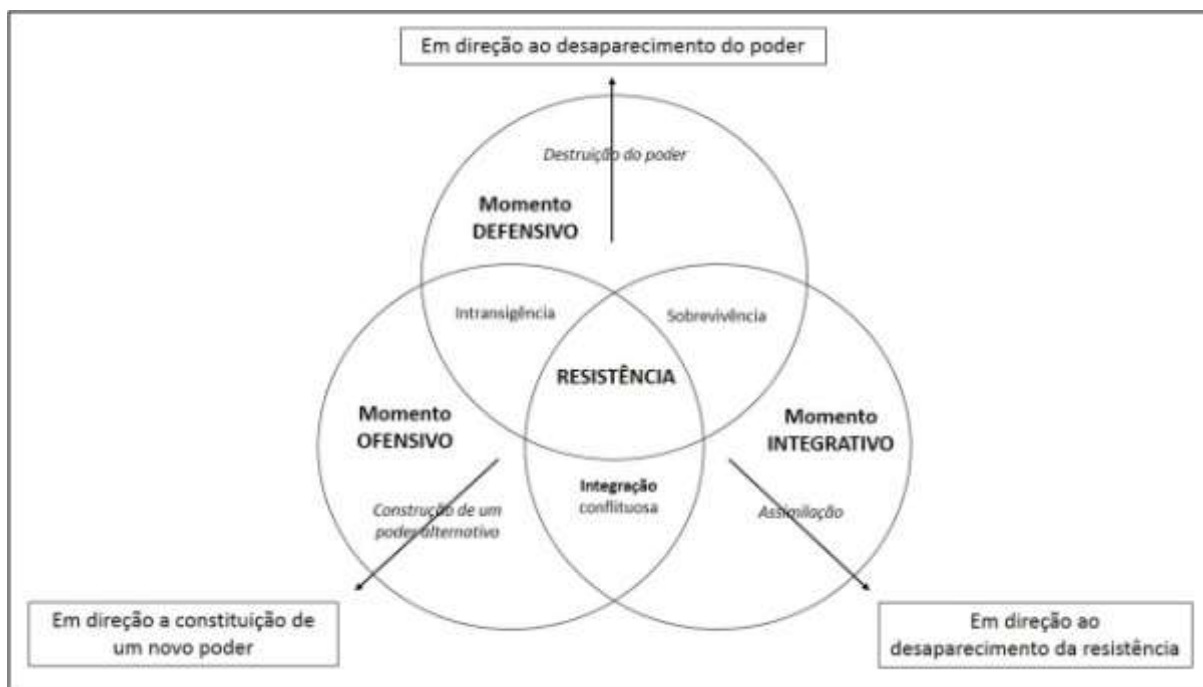 Em direção ao desaparecimento do poder
Destruição do poder
Momento
DEFENSIVO
Intransigência
Sobrevivência
RESISTÊNCIA
Momento
OFENSIVO
Momento
INTEGRATIVO
Integração
conflituosa
Construção de um
poder alternativo
Assimilação
Em direção a constituição de
um novo poder
Em direção ao
desaparecimento da resistência